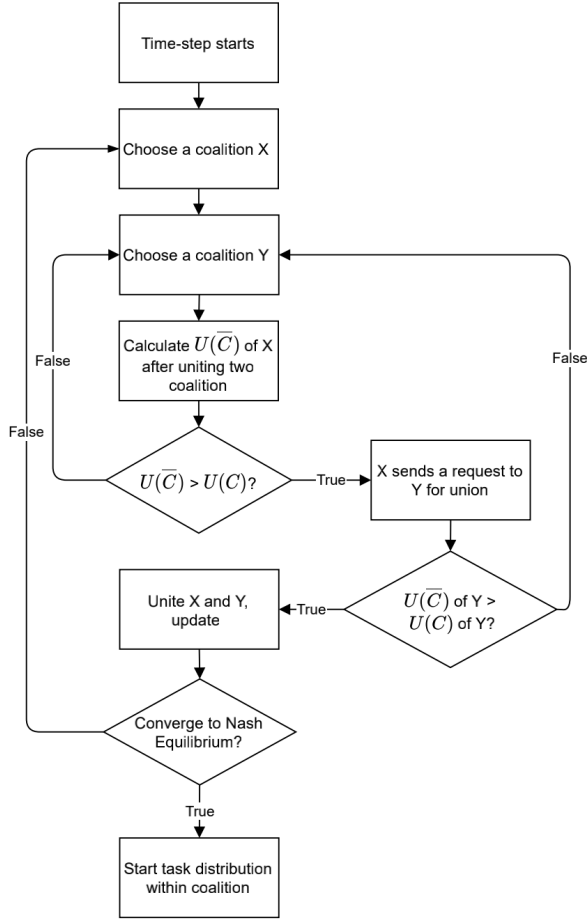 Time-step starts
Choose a coalition X
Choose a coalition Y
Calculate U(C̅) of X
after uniting two
coalition
False
False
False
U(C̅) > U(C)?
True
X sends a request to
Y for union
Unite X and Y,
update
True
U(C̅) of Y >
U(C) of Y?
Converge to Nash
Equilibrium?
True
Start task distribution
within coalition